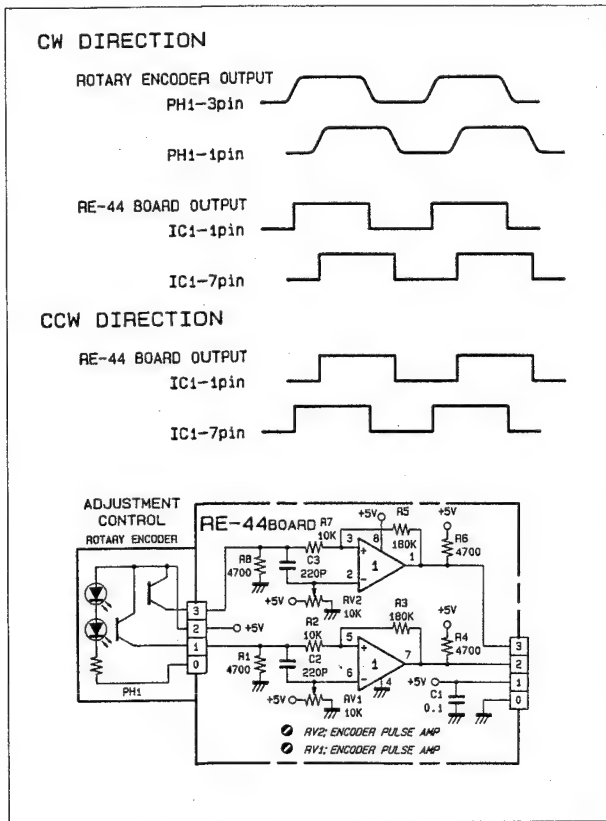 CW DIRECTION
ROTARY ENCODER OUTPUT
PH1-3pin
PH1-1pin
RE-44 BOARD OUTPUT
IC1-1pin
IC1-7pin
CCW DIRECTION
RE-44 BOARD OUTPUT
IC1-1pin
IC1-7pin
ADJUSTMENT
CONTROL
ROTARY ENCODER
RE-44BOARD
R7
10K
+5V
R5
180K
+5V
R6
4700
R8
4700
C3
220P
3
8
2
1
1
+5V
RV2
10K
3
2
1
0
+5V
PH1
R2
10K
R3
180K
+5V
R4
4700
R1
4700
C2
220P
5
6
1
7
4
+5V
RV1
10K
+5V
C1
0.1
3
2
1
0
RV2; ENCODER PULSE AMP
RV1; ENCODER PULSE AMP